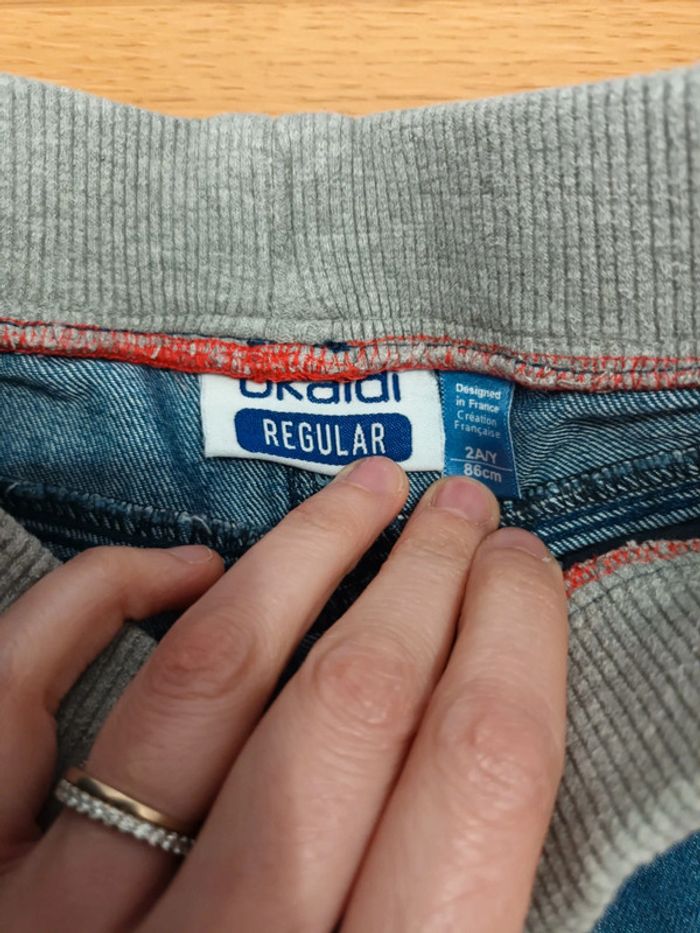 OKAIDI
REGULAR
Designed
in France
Création
Française
2A/Y
86cm